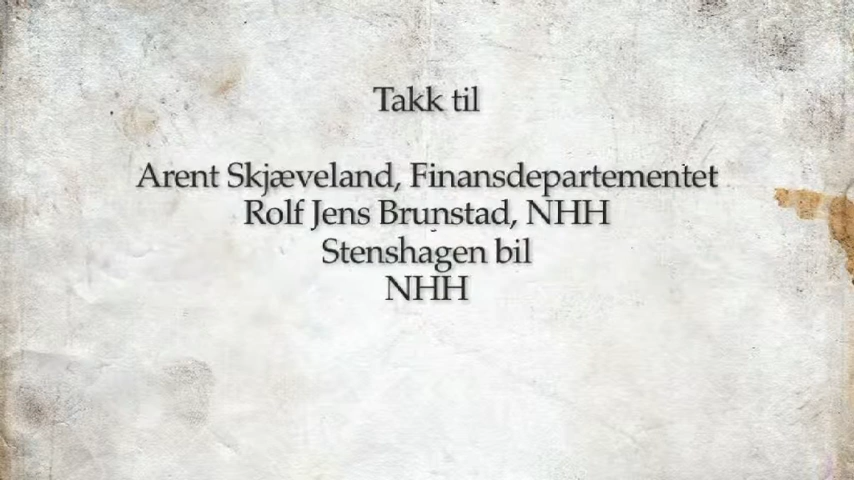 Takk til
Arent Skjæveland, Finansdepartementet
Rolf Jens Brunstad, NHH
Stenshagen bil
NHH